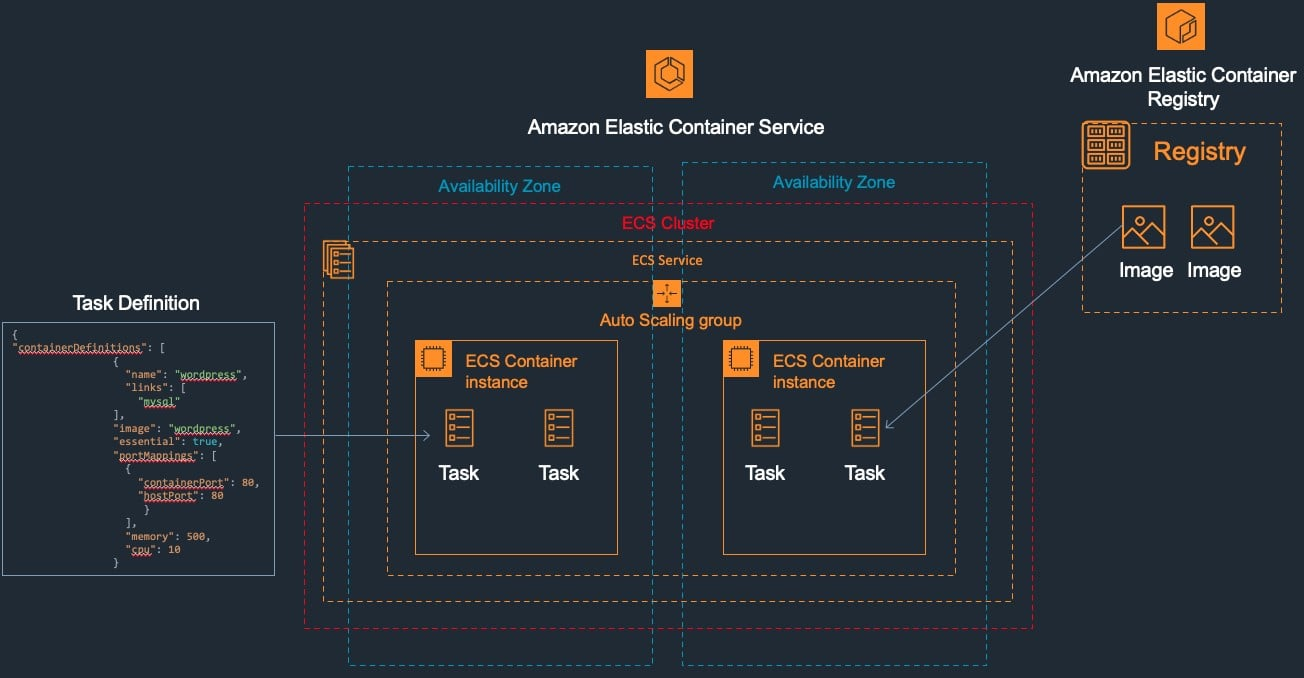 Amazon Elastic Container Service
Amazon Elastic Container
Registry
Registry
Image
Image
Availability Zone
Availability Zone
ECS Cluster
ECS Service
Auto Scaling group
ECS Container
instance
Task
Task
ECS Container
instance
Task
Task
Task Definition
{
"containerDefinitions": [
{
"name": "wordpress",
"links": [
"mysql"
],
"image": "wordpress",
"essential": true,
"portMappings": [
{
"containerPort": 80,
"hostPort": 80
}
],
"memory": 500,
"cpu": 10
}